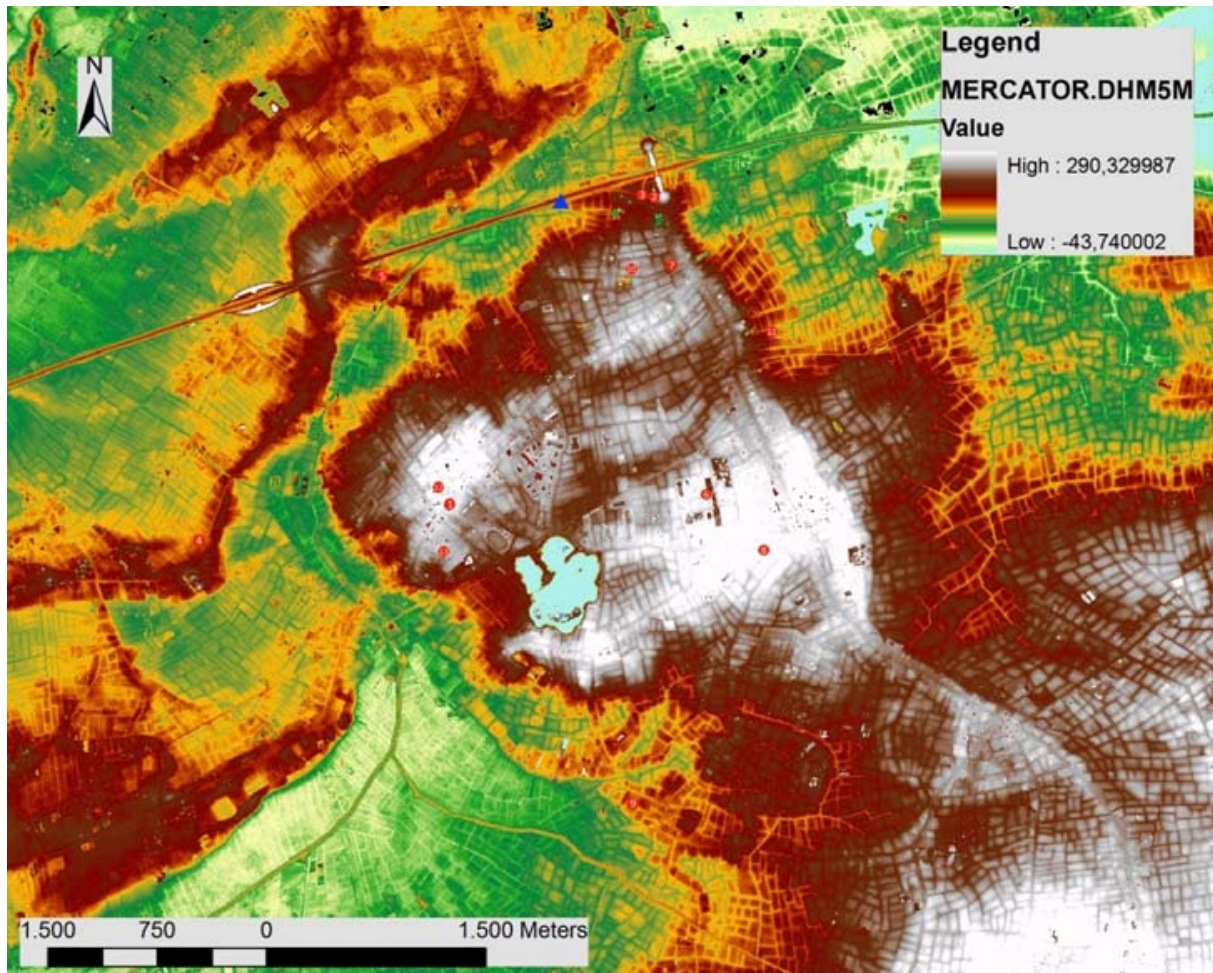 N
Legend
MERCATOR.DHM5M
Value
High : 290,329987
Low : -43,740002
1.500 750 0 1.500 Meters